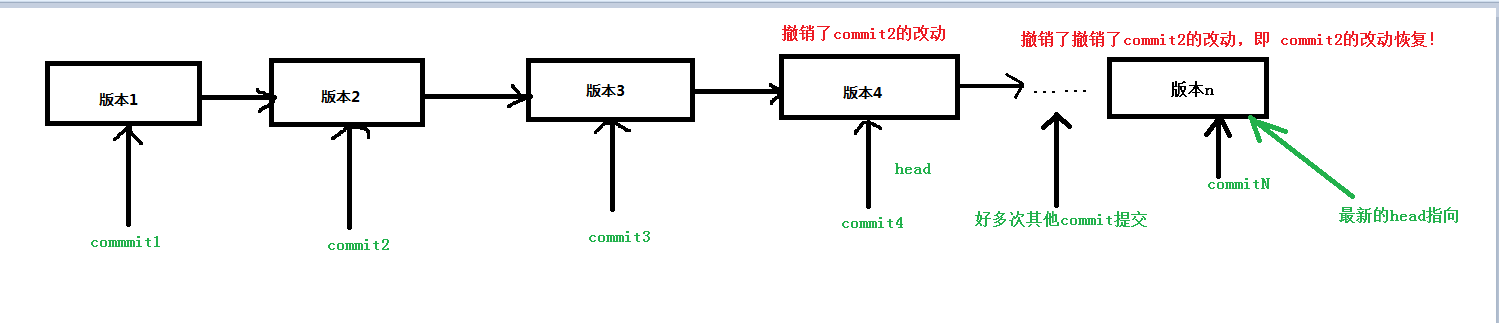 撤销了commit2的改动
撤销了撤销了commit2的改动，即 commit2的改动恢复！
版本1
版本2
版本3
版本4
......
版本n
head
commmit1
commit2
commit3
commit4
好多次其他commit提交
commitN
最新的head指向